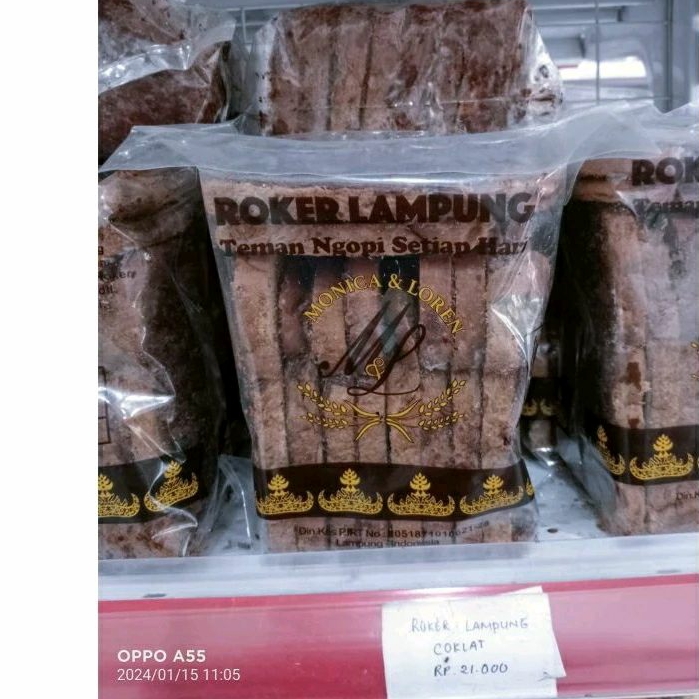 ROKER LAMPUNG
Teman Ngopi Setiap Hari
MONICA & LOREN
M&L
Lampung - Indonesia
ROK
ROKER LAMPUNG
COKLAT
RP. 21.000
OPPO A55
2024/01/15 11:05